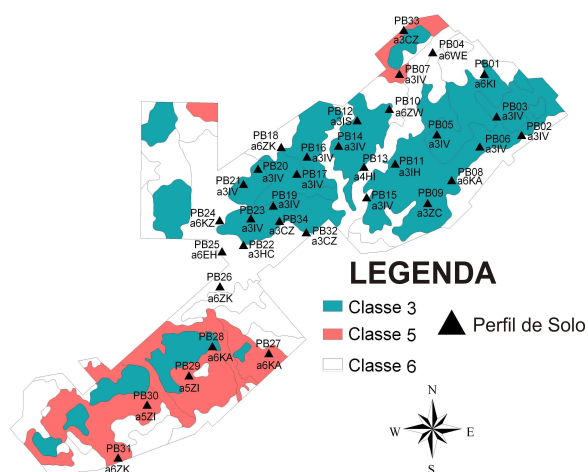 PB33
a3CZ
PB04
a6WE
PB07
a3IV
PB01
a6KI
PB12
a3IS
PB10
a6ZW
PB03
a3IV
PB02
a3IV
PB05
a3IV
PB06
a3IV
PB18
a6ZK
PB14
a3IV
PB16
a3IV
PB13
a4HI
PB11
a3IH
PB08
a6KA
PB20
a3IV
PB17
a3IV
PB21
a3IV
PB15
a3IV
PB09
a3ZC
PB19
a3IV
PB24
a6KZ
PB23
a3IV
PB34
a3CZ
PB32
a3CZ
PB25
a6EH
PB22
a3HC
PB26
a6ZK
LEGENDA
Classe 3
Classe 5
Classe 6
Perfil de Solo
PB28
a6KA
PB27
a6KA
PB29
a5ZI
PB30
a5ZI
PB31
a6ZK
N
W
E
S